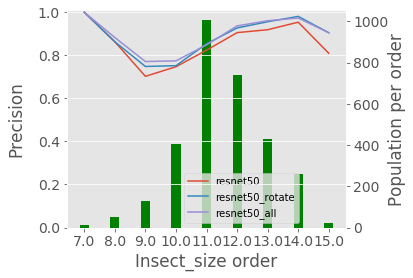 1.0
0.8
0.6
0.4
0.2
0.0
Precision
1000
800
600
400
200
0
Population per order
resnet50
resnet50_rotate
resnet50_all
7.0 8.0 9.0 10.0 11.0 12.0 13.0 14.0 15.0
Insect_size order